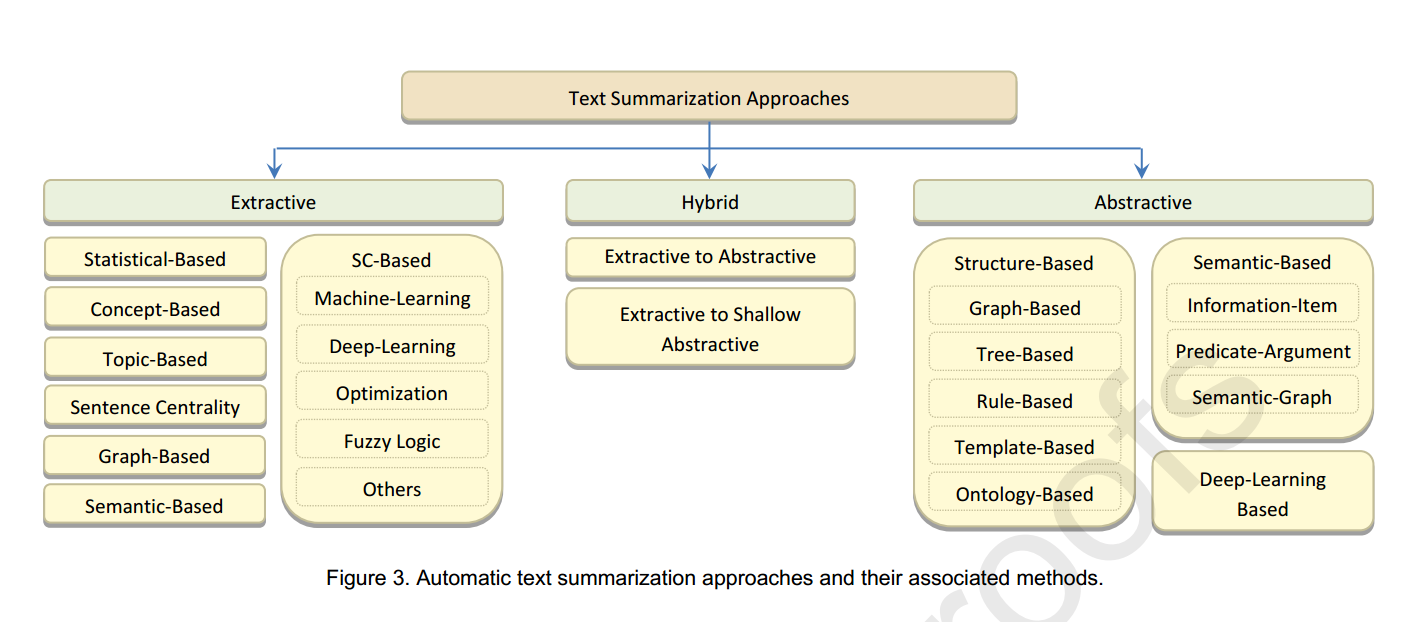 Text Summarization Approaches
Extractive
Statistical-Based
Concept-Based
Topic-Based
Sentence Centrality
Graph-Based
Semantic-Based
SC-Based
Machine-Learning
Deep-Learning
Optimization
Fuzzy Logic
Others
Hybrid
Extractive to Abstractive
Extractive to Shallow
Abstractive
Abstractive
Structure-Based
Graph-Based
Tree-Based
Rule-Based
Template-Based
Ontology-Based
Semantic-Based
Information-Item
Predicate-Argument
Semantic-Graph
Deep-Learning
Based
Figure 3. Automatic text summarization approaches and their associated methods.